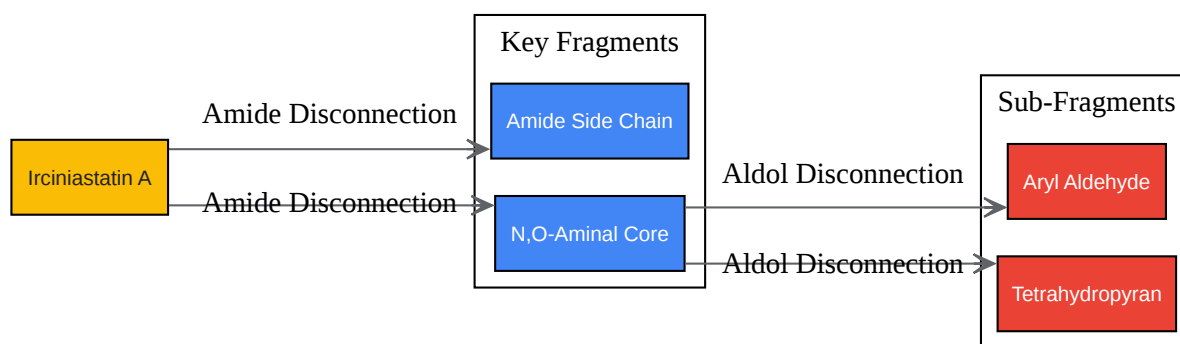 Key Fragments
Amide Disconnection
Amide Side Chain
Irciniastatin A
Amide Disconnection
N,O-Aminal Core
Sub-Fragments
Aldol Disconnection
Aryl Aldehyde
Aldol Disconnection
Tetrahydropyran